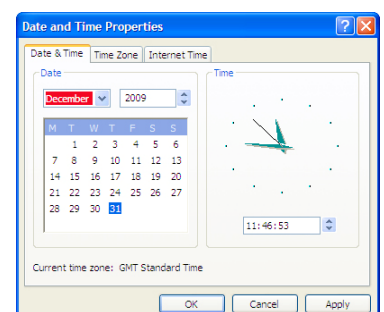 Date and Time Properties
Date & Time Time Zone Internet Time
Date
Time
December 2009
M T W T F S S
1 2 3 4 5 6
7 8 9 10 11 12 13
14 15 16 17 18 19 20
21 22 23 24 25 26 27
28 29 30 31
11:46:53
Current time zone: GMT Standard Time
OK Cancel Apply